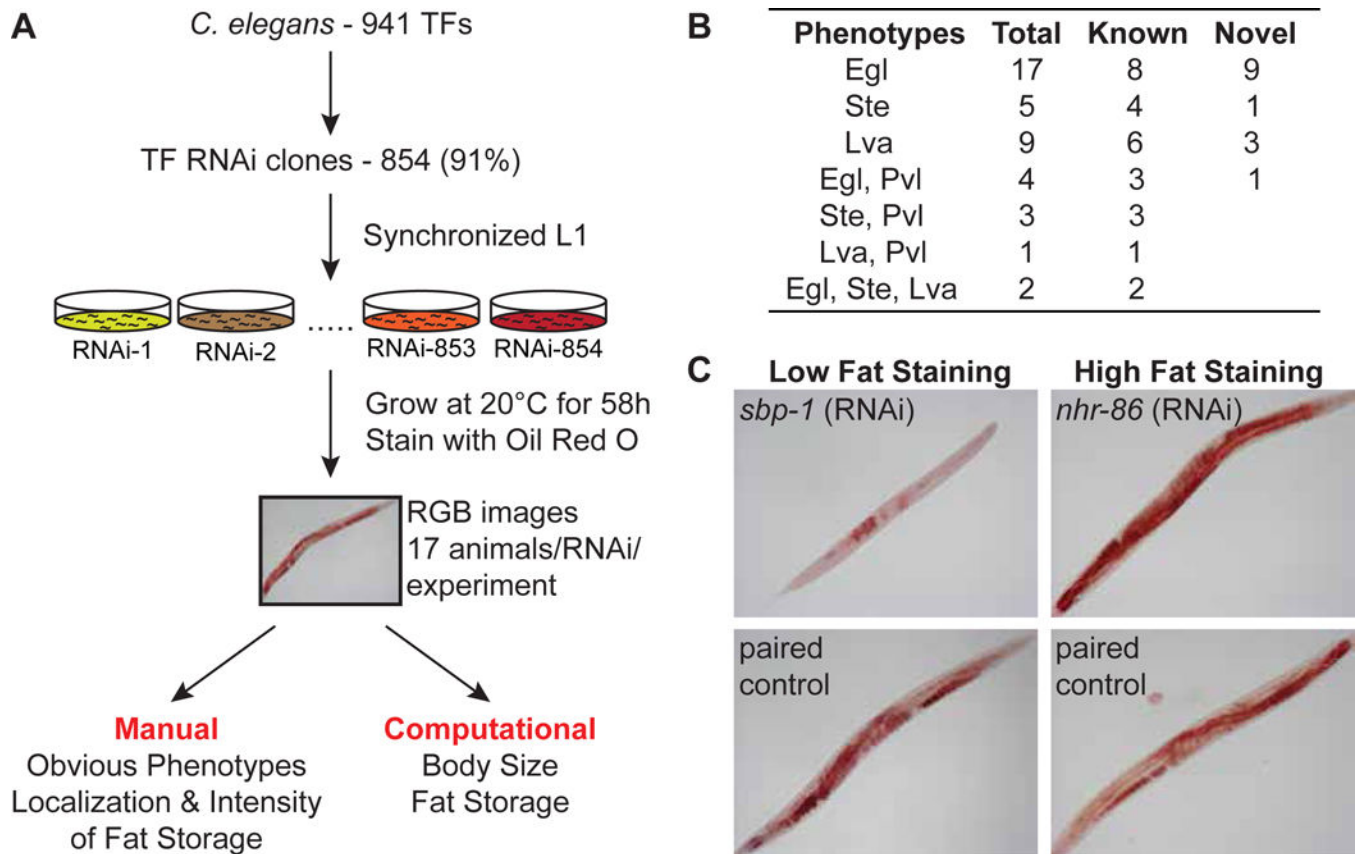 A
C. elegans - 941 TFs
TF RNAi clones - 854 (91%)
Synchronized L1
.....
RNAi-1
RNAi-2
RNAi-853
RNAi-854
Grow at 20°C for 58h
Stain with Oil Red O
RGB images
17 animals/RNAi/
experiment
Manual
Obvious Phenotypes
Localization & Intensity
of Fat Storage
Computational
Body Size
Fat Storage
B
Phenotypes Total Known Novel
Egl 17 8 9
Ste 5 4 1
Lva 9 6 3
Egl, Pvl 4 3 1
Ste, Pvl 3 3
Lva, Pvl 1 1
Egl, Ste, Lva 2 2
C
Low Fat Staining
High Fat Staining
sbp-1 (RNAi)
nhr-86 (RNAi)
paired
control
paired
control